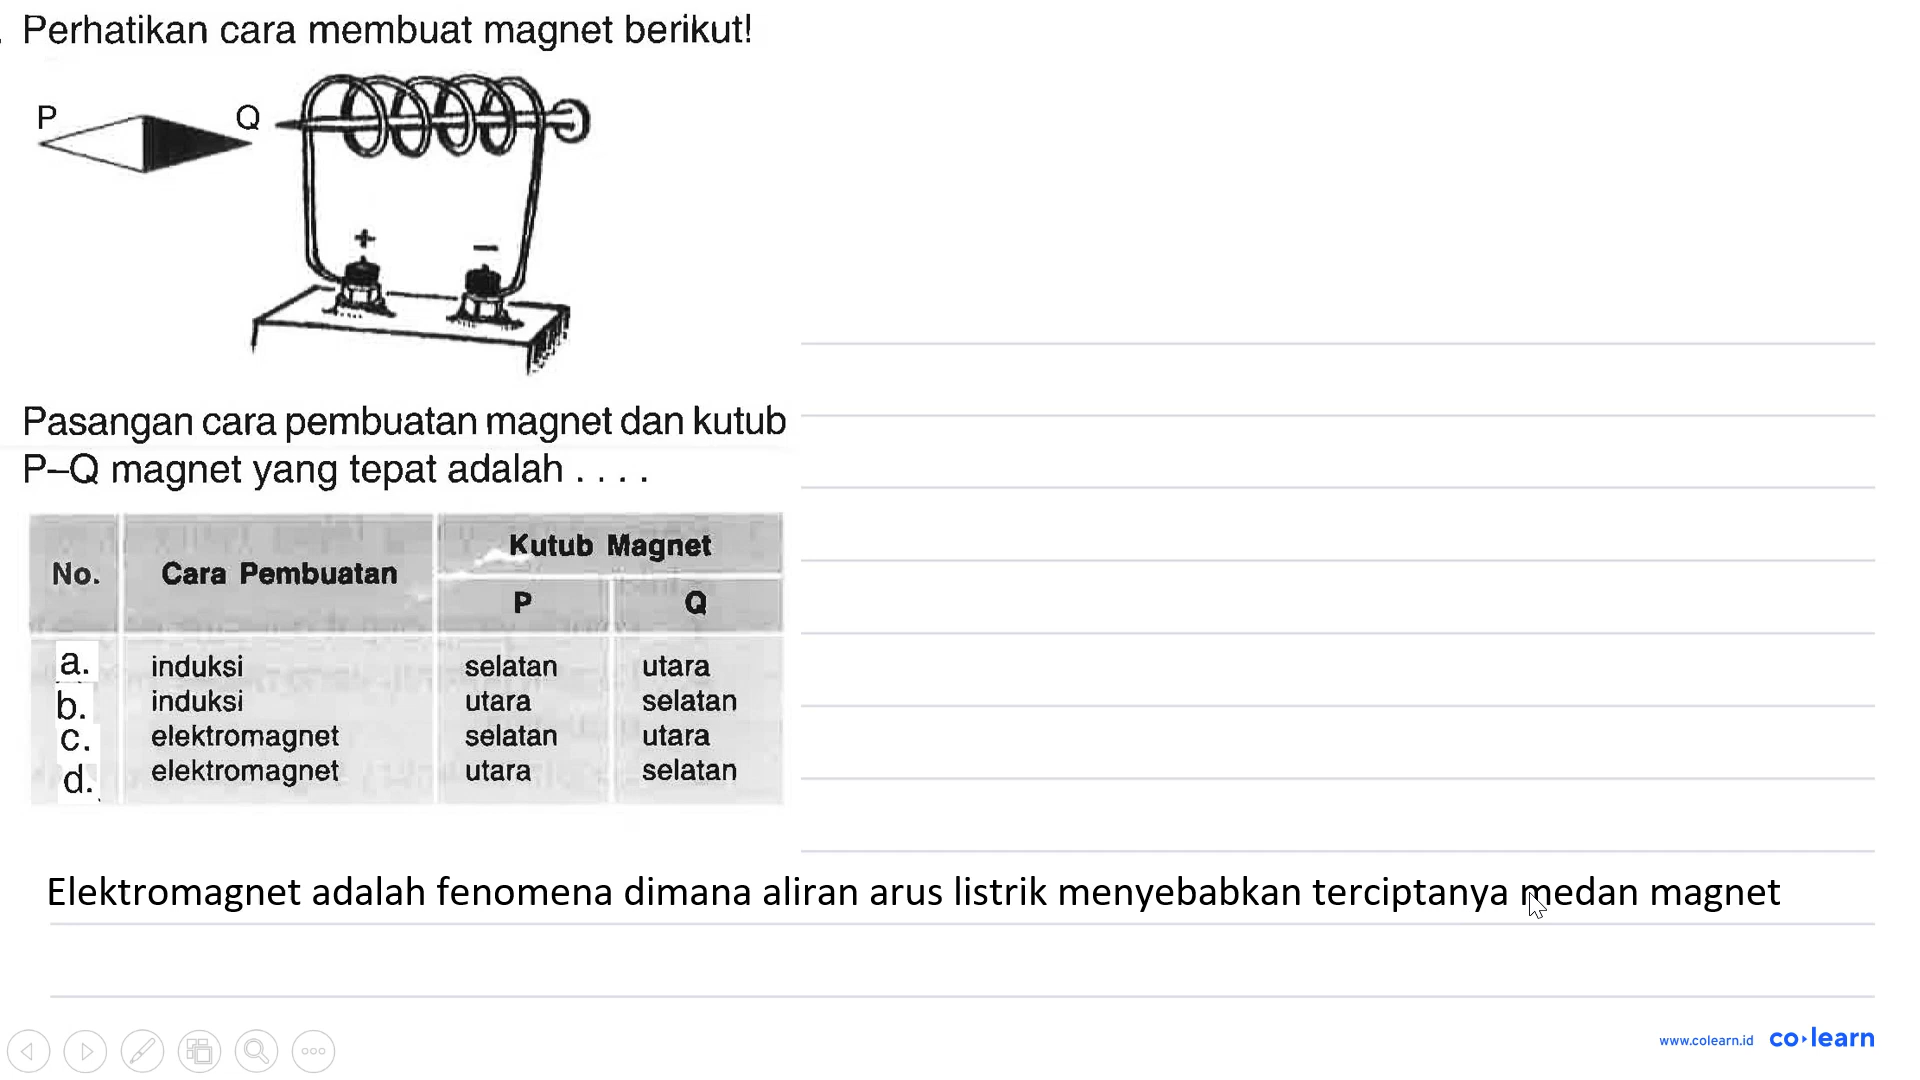 Perhatikan cara membuat magnet berikut!
P Q
+ −
Pasangan cara pembuatan magnet dan kutub
P–Q magnet yang tepat adalah . . . .
No. Cara Pembuatan Kutub Magnet
P Q
a. induksi selatan utara
b. induksi utara selatan
c. elektromagnet selatan utara
d. elektromagnet utara selatan
Elektromagnet adalah fenomena dimana aliran arus listrik menyebabkan terciptanya medan magnet
www.colearn.id co·learn